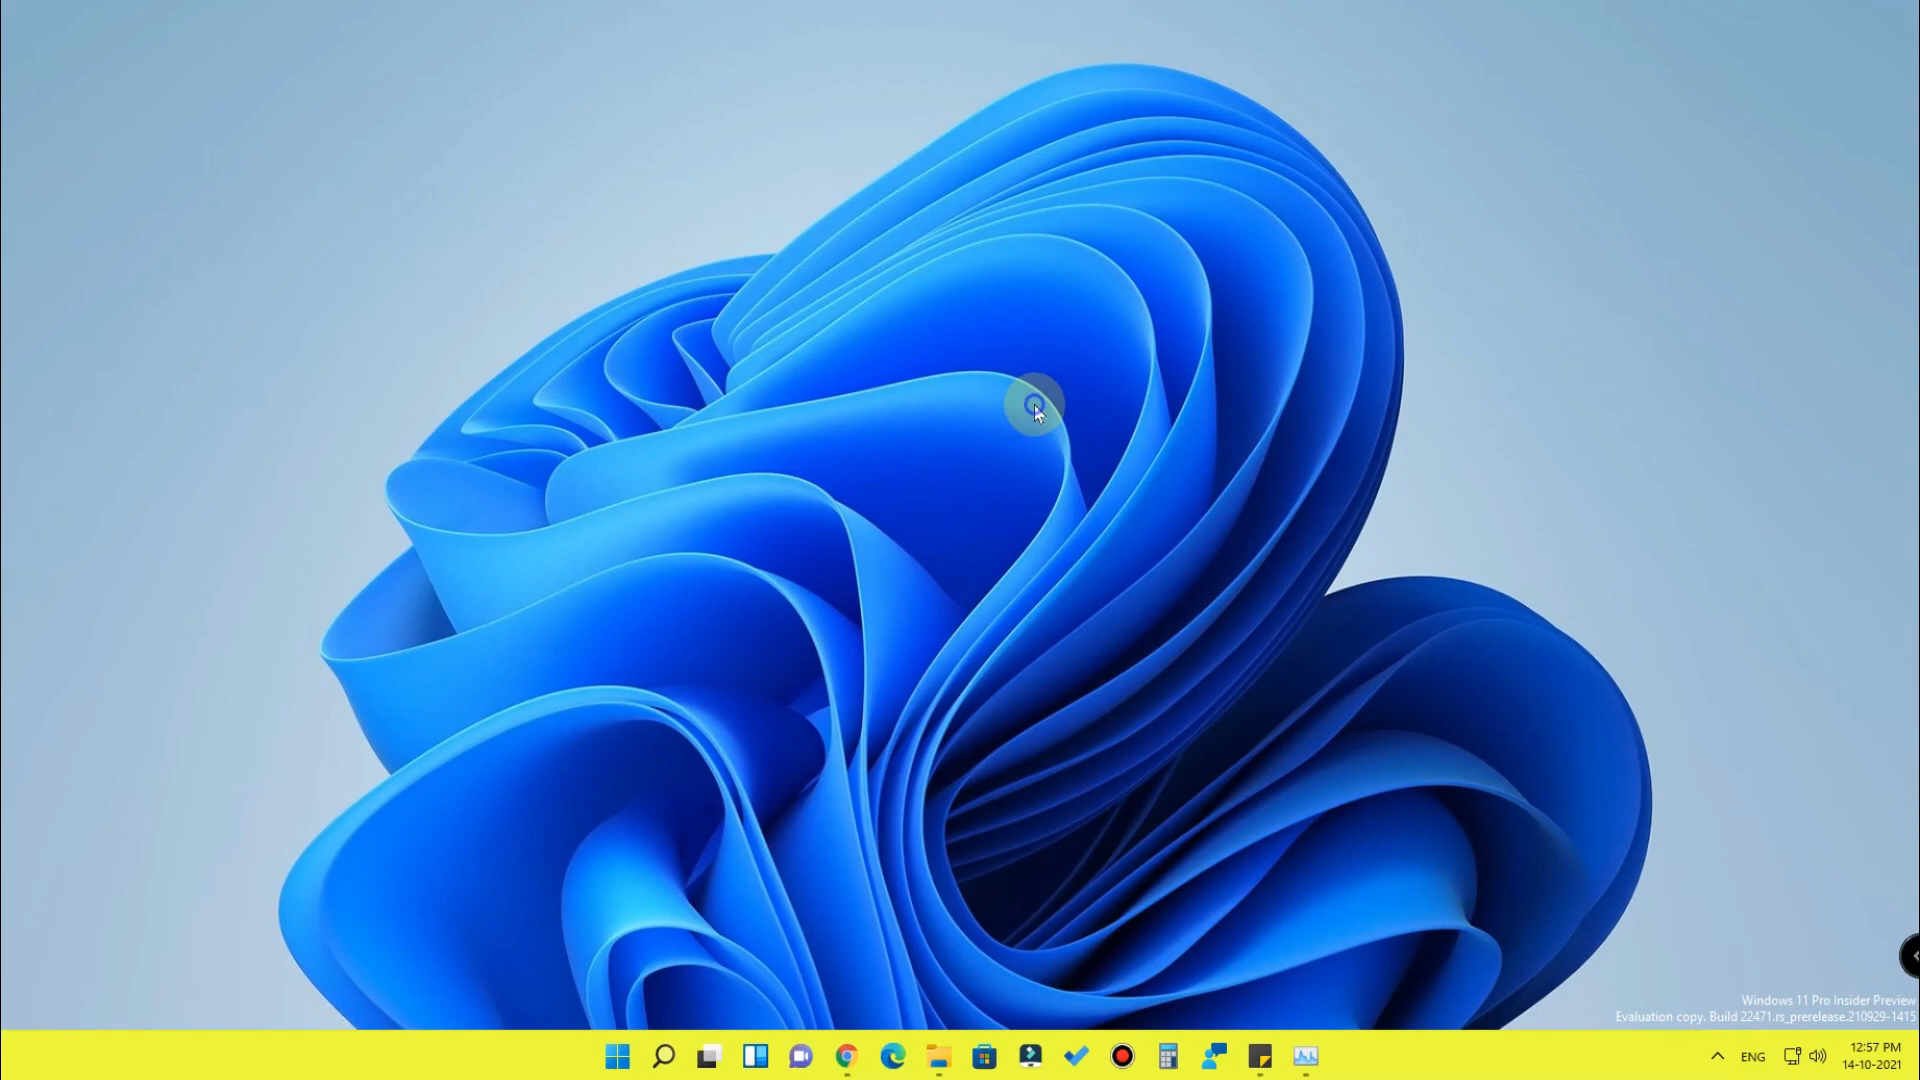 Windows 11 Pro Insider Preview
Evaluation copy. Build 22471.rs_prerelease.210929-1415
ENG
12:57 PM
14-10-2021